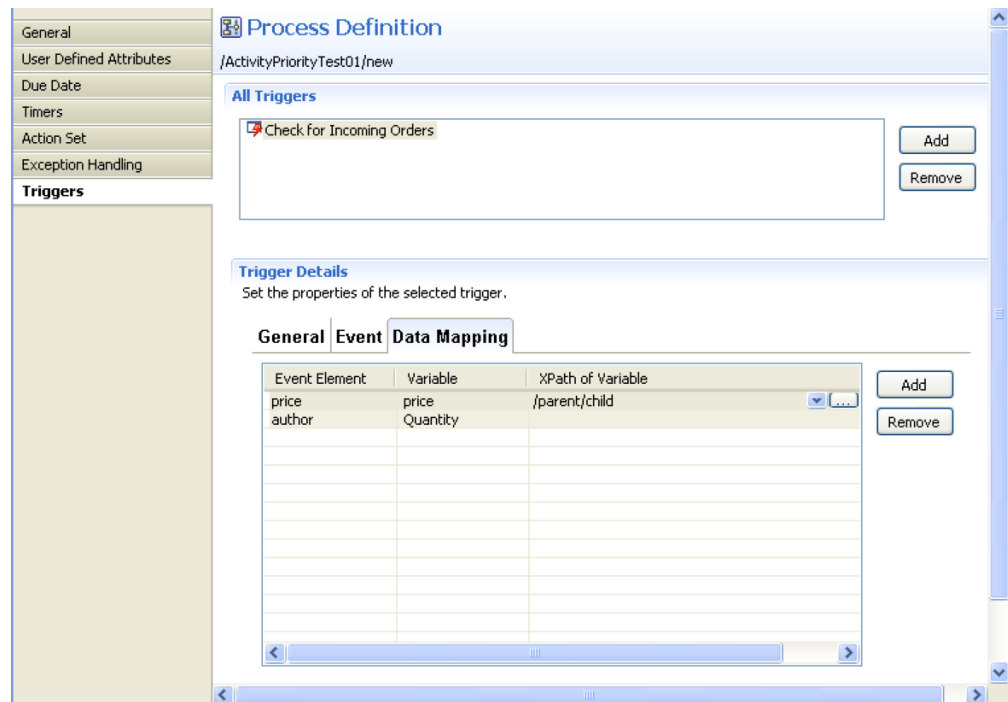 Process Definition
/ActivityPriorityTest01/new
General
User Defined Attributes
Due Date
Timers
Action Set
Exception Handling
Triggers
All Triggers
Check for Incoming Orders
Add
Remove
Trigger Details
Set the properties of the selected trigger.
General Event Data Mapping
Event Element Variable XPath of Variable
price price /parent/child ...
author Quantity
Add
Remove